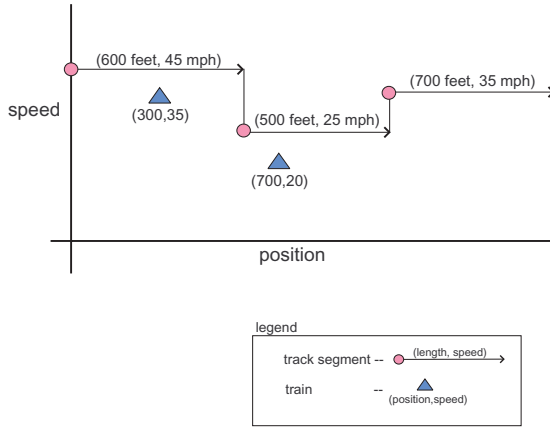 (600 feet, 45 mph)
(700 feet, 35 mph)
speed
(300,35)
(500 feet, 25 mph)
(700,20)
position
legend
track segment --
(length, speed)
train
--
(position,speed)